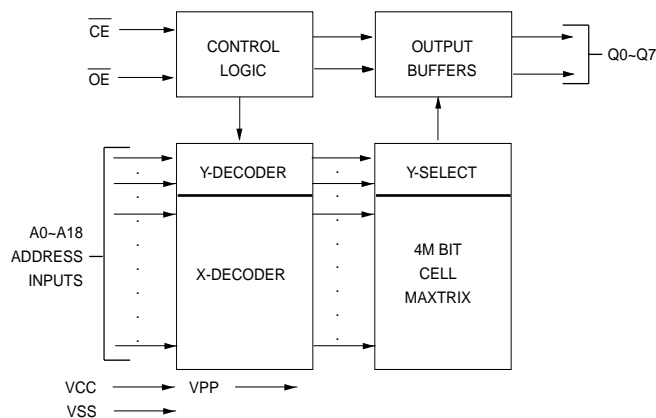 CE
CONTROL
LOGIC
OUTPUT
BUFFERS
Q0~Q7
OE
Y-DECODER
Y-SELECT
A0~A18
ADDRESS
INPUTS
X-DECODER
4M BIT
CELL
MAXTRIX
VCC
VPP
VSS